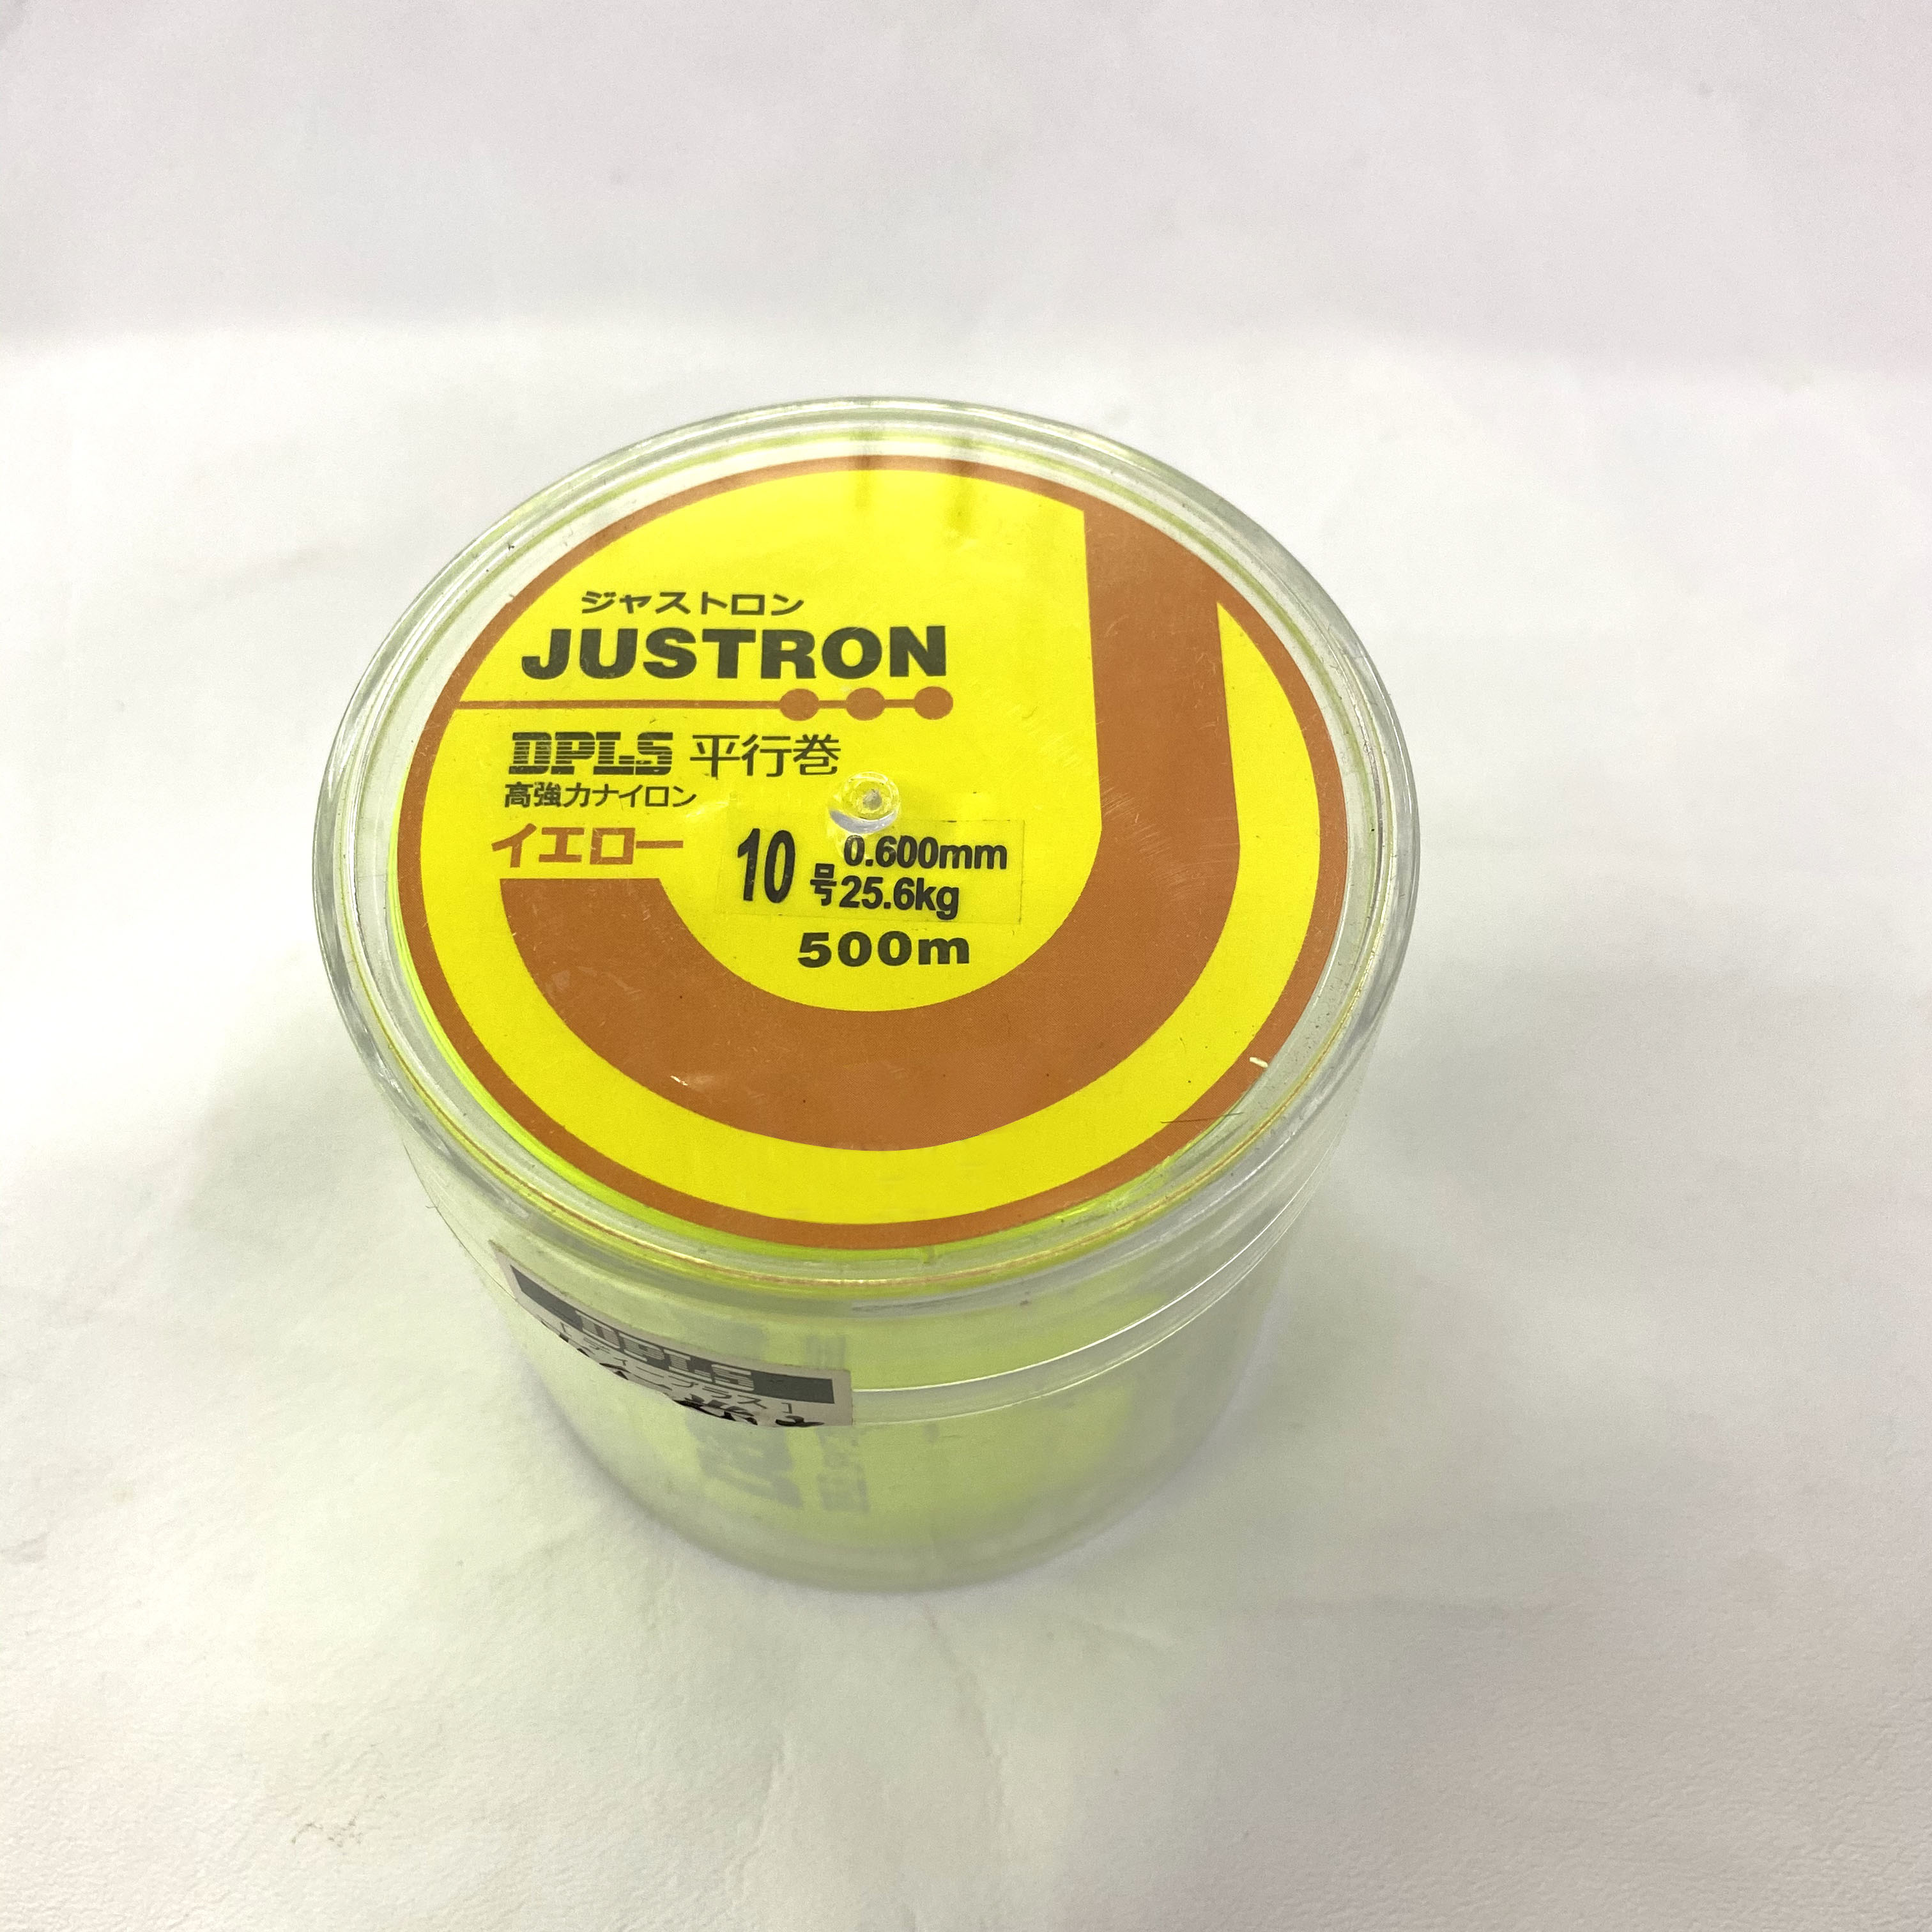 ジャストロン
JUSTRON
DPLS 平行巻
高強力ナイロン
イエロー
10号 0.600mm
25.6kg
500m
DPLS